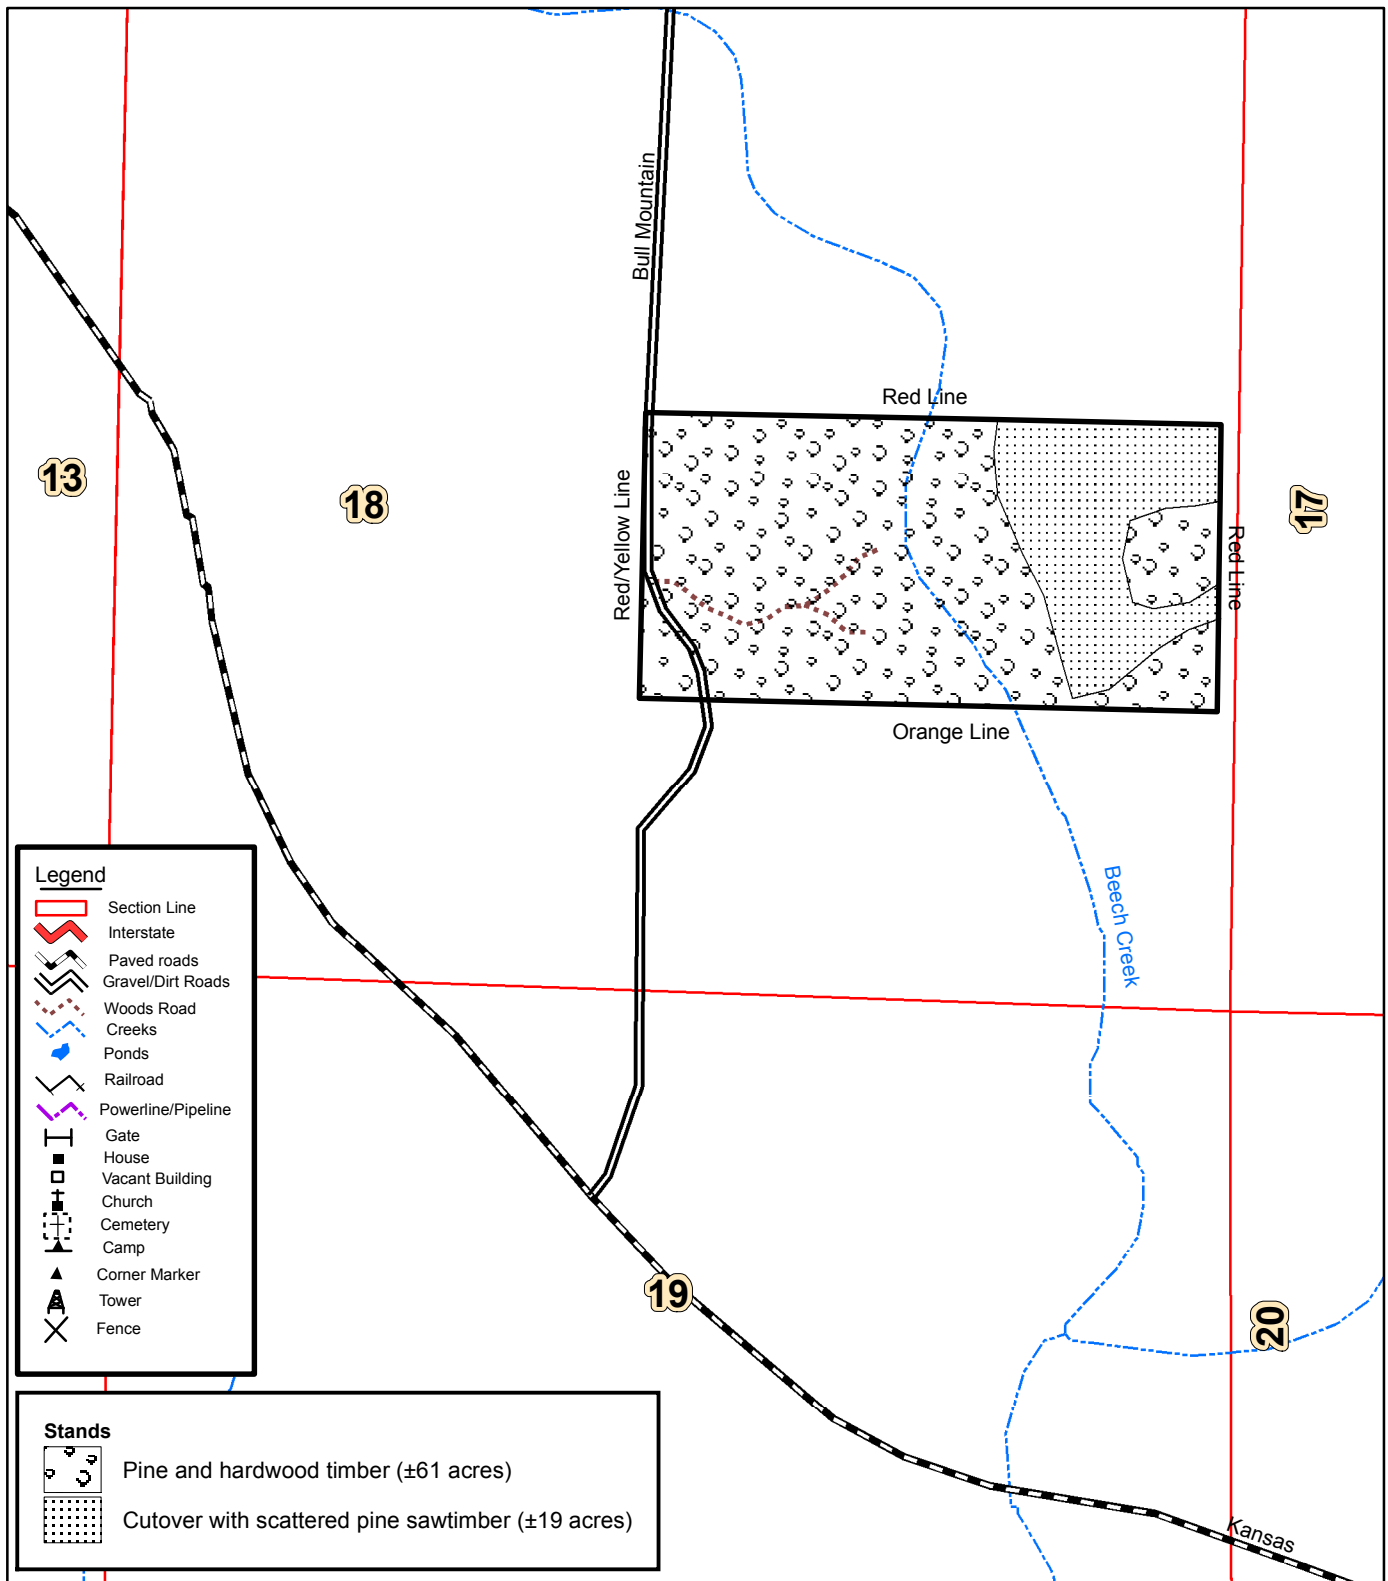 Bull Mountain
Red Line
13
18
Red/Yellow Line
Red Line
17
Orange Line
Beech Creek
Legend
Section Line
Interstate
Paved roads
Gravel/Dirt Roads
Woods Road
Creeks
Ponds
Railroad
Powerline/Pipeline
Gate
House
Vacant Building
Church
Cemetery
Camp
Corner Marker
Tower
Fence
19
20
Stands
Pine and hardwood timber (±61 acres)
Cutover with scattered pine sawtimber (±19 acres)
Kansas